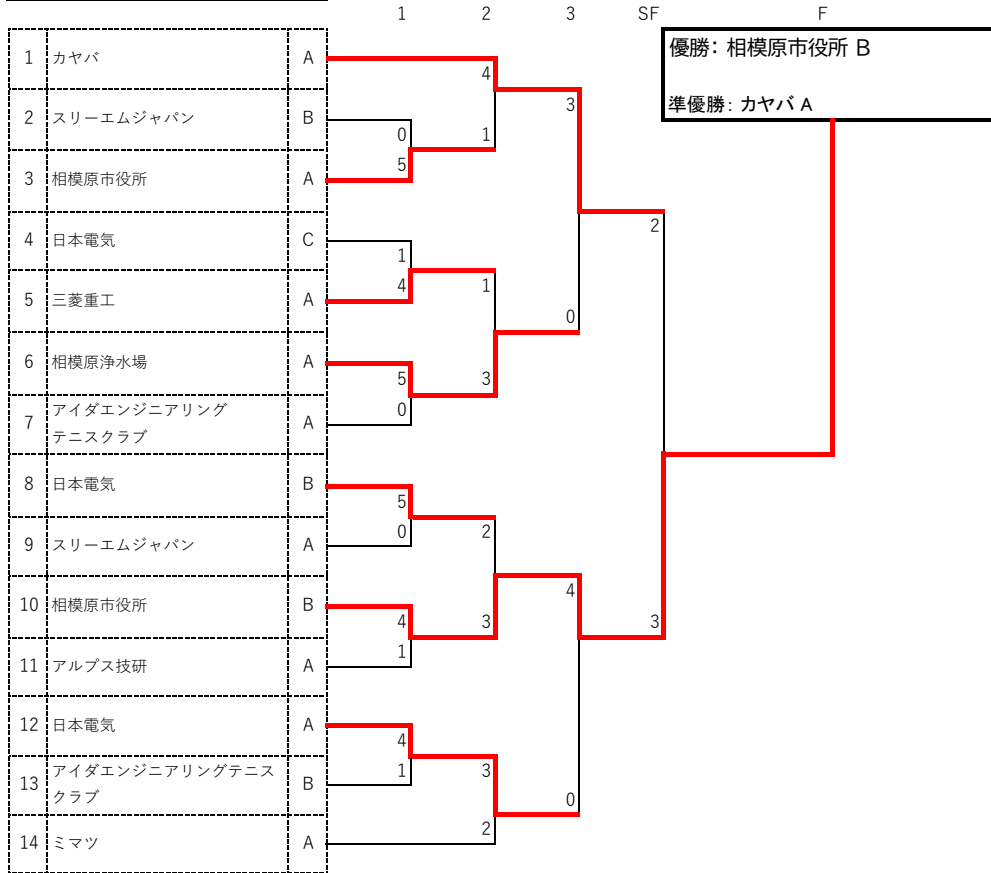 1 2 3 SF F
優勝: 相模原市役所 B
準優勝: カヤバ A
1 カヤバ A
4
3
2 スリーエムジャパン B
0 1
5
3 相模原市役所 A
2
4 日本電気 C
1
4 1
5 三菱重工 A
0
6 相模原浄水場 A
5 3
0
7 アイダエンジニアリング
テニスクラブ A
8 日本電気 B
5
0 2
9 スリーエムジャパン A
4
10 相模原市役所 B
4 3 3
1
11 アルプス技研 A
12 日本電気 A
4
1 3
13 アイダエンジニアリングテニス
クラブ B
0
2
14 ミマツ A